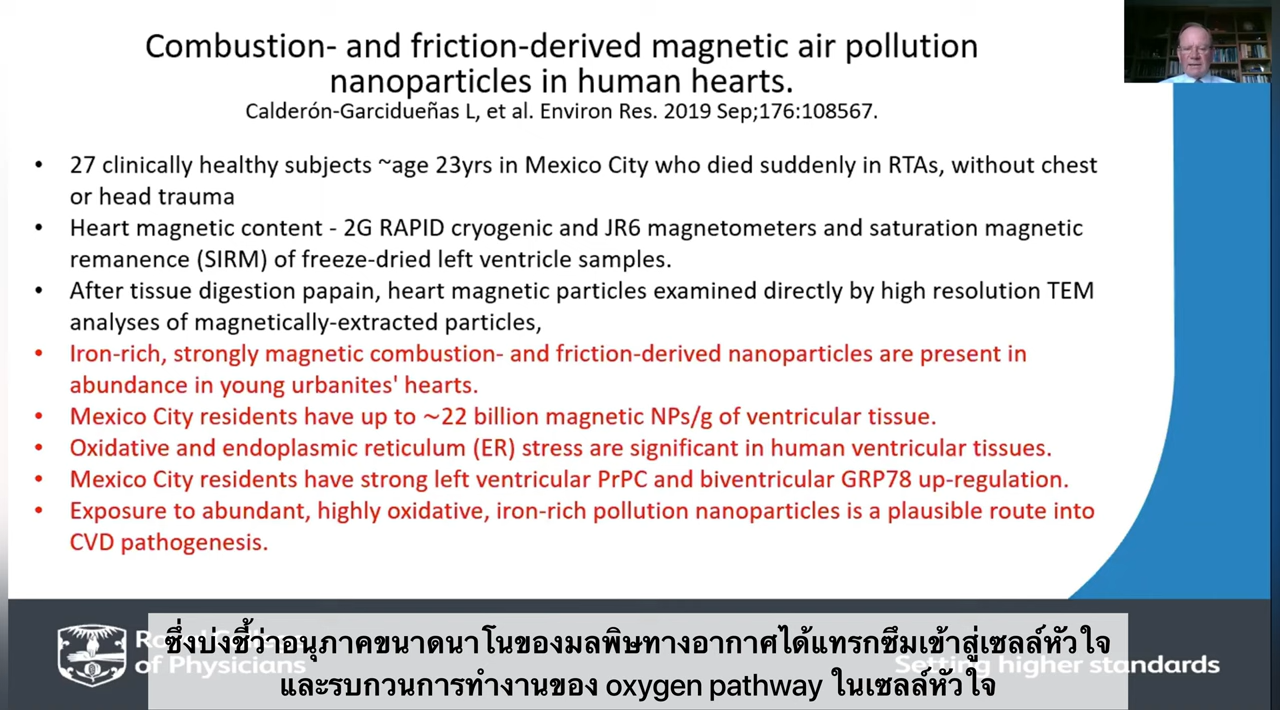 Combustion- and friction-derived magnetic air pollution
nanoparticles in human hearts.
Calderón-Garcidueñas L, et al. Environ Res. 2019 Sep;176:108567.
• 27 clinically healthy subjects ~age 23yrs in Mexico City who died suddenly in RTAs, without chest
or head trauma
• Heart magnetic content - 2G RAPID cryogenic and JR6 magnetometers and saturation magnetic
remanence (SIRM) of freeze-dried left ventricle samples.
• After tissue digestion papain, heart magnetic particles examined directly by high resolution TEM
analyses of magnetically-extracted particles,
• Iron-rich, strongly magnetic combustion- and friction-derived nanoparticles are present in
abundance in young urbanites' hearts.
• Mexico City residents have up to ~22 billion magnetic NPs/g of ventricular tissue.
• Oxidative and endoplasmic reticulum (ER) stress are significant in human ventricular tissues.
• Mexico City residents have strong left ventricular PrPC and biventricular GRP78 up-regulation.
• Exposure to abundant, highly oxidative, iron-rich pollution nanoparticles is a plausible route into
CVD pathogenesis.
of Physicians
Setting higher standards
ซึ่งบ่งชี้ว่าอนุภาคขนาดนาโนของมลพิษทางอากาศได้แทรกซึมเข้าสู่เซลล์หัวใจ
และรบกวนการทำงานของ oxygen pathway ในเซลล์หัวใจ